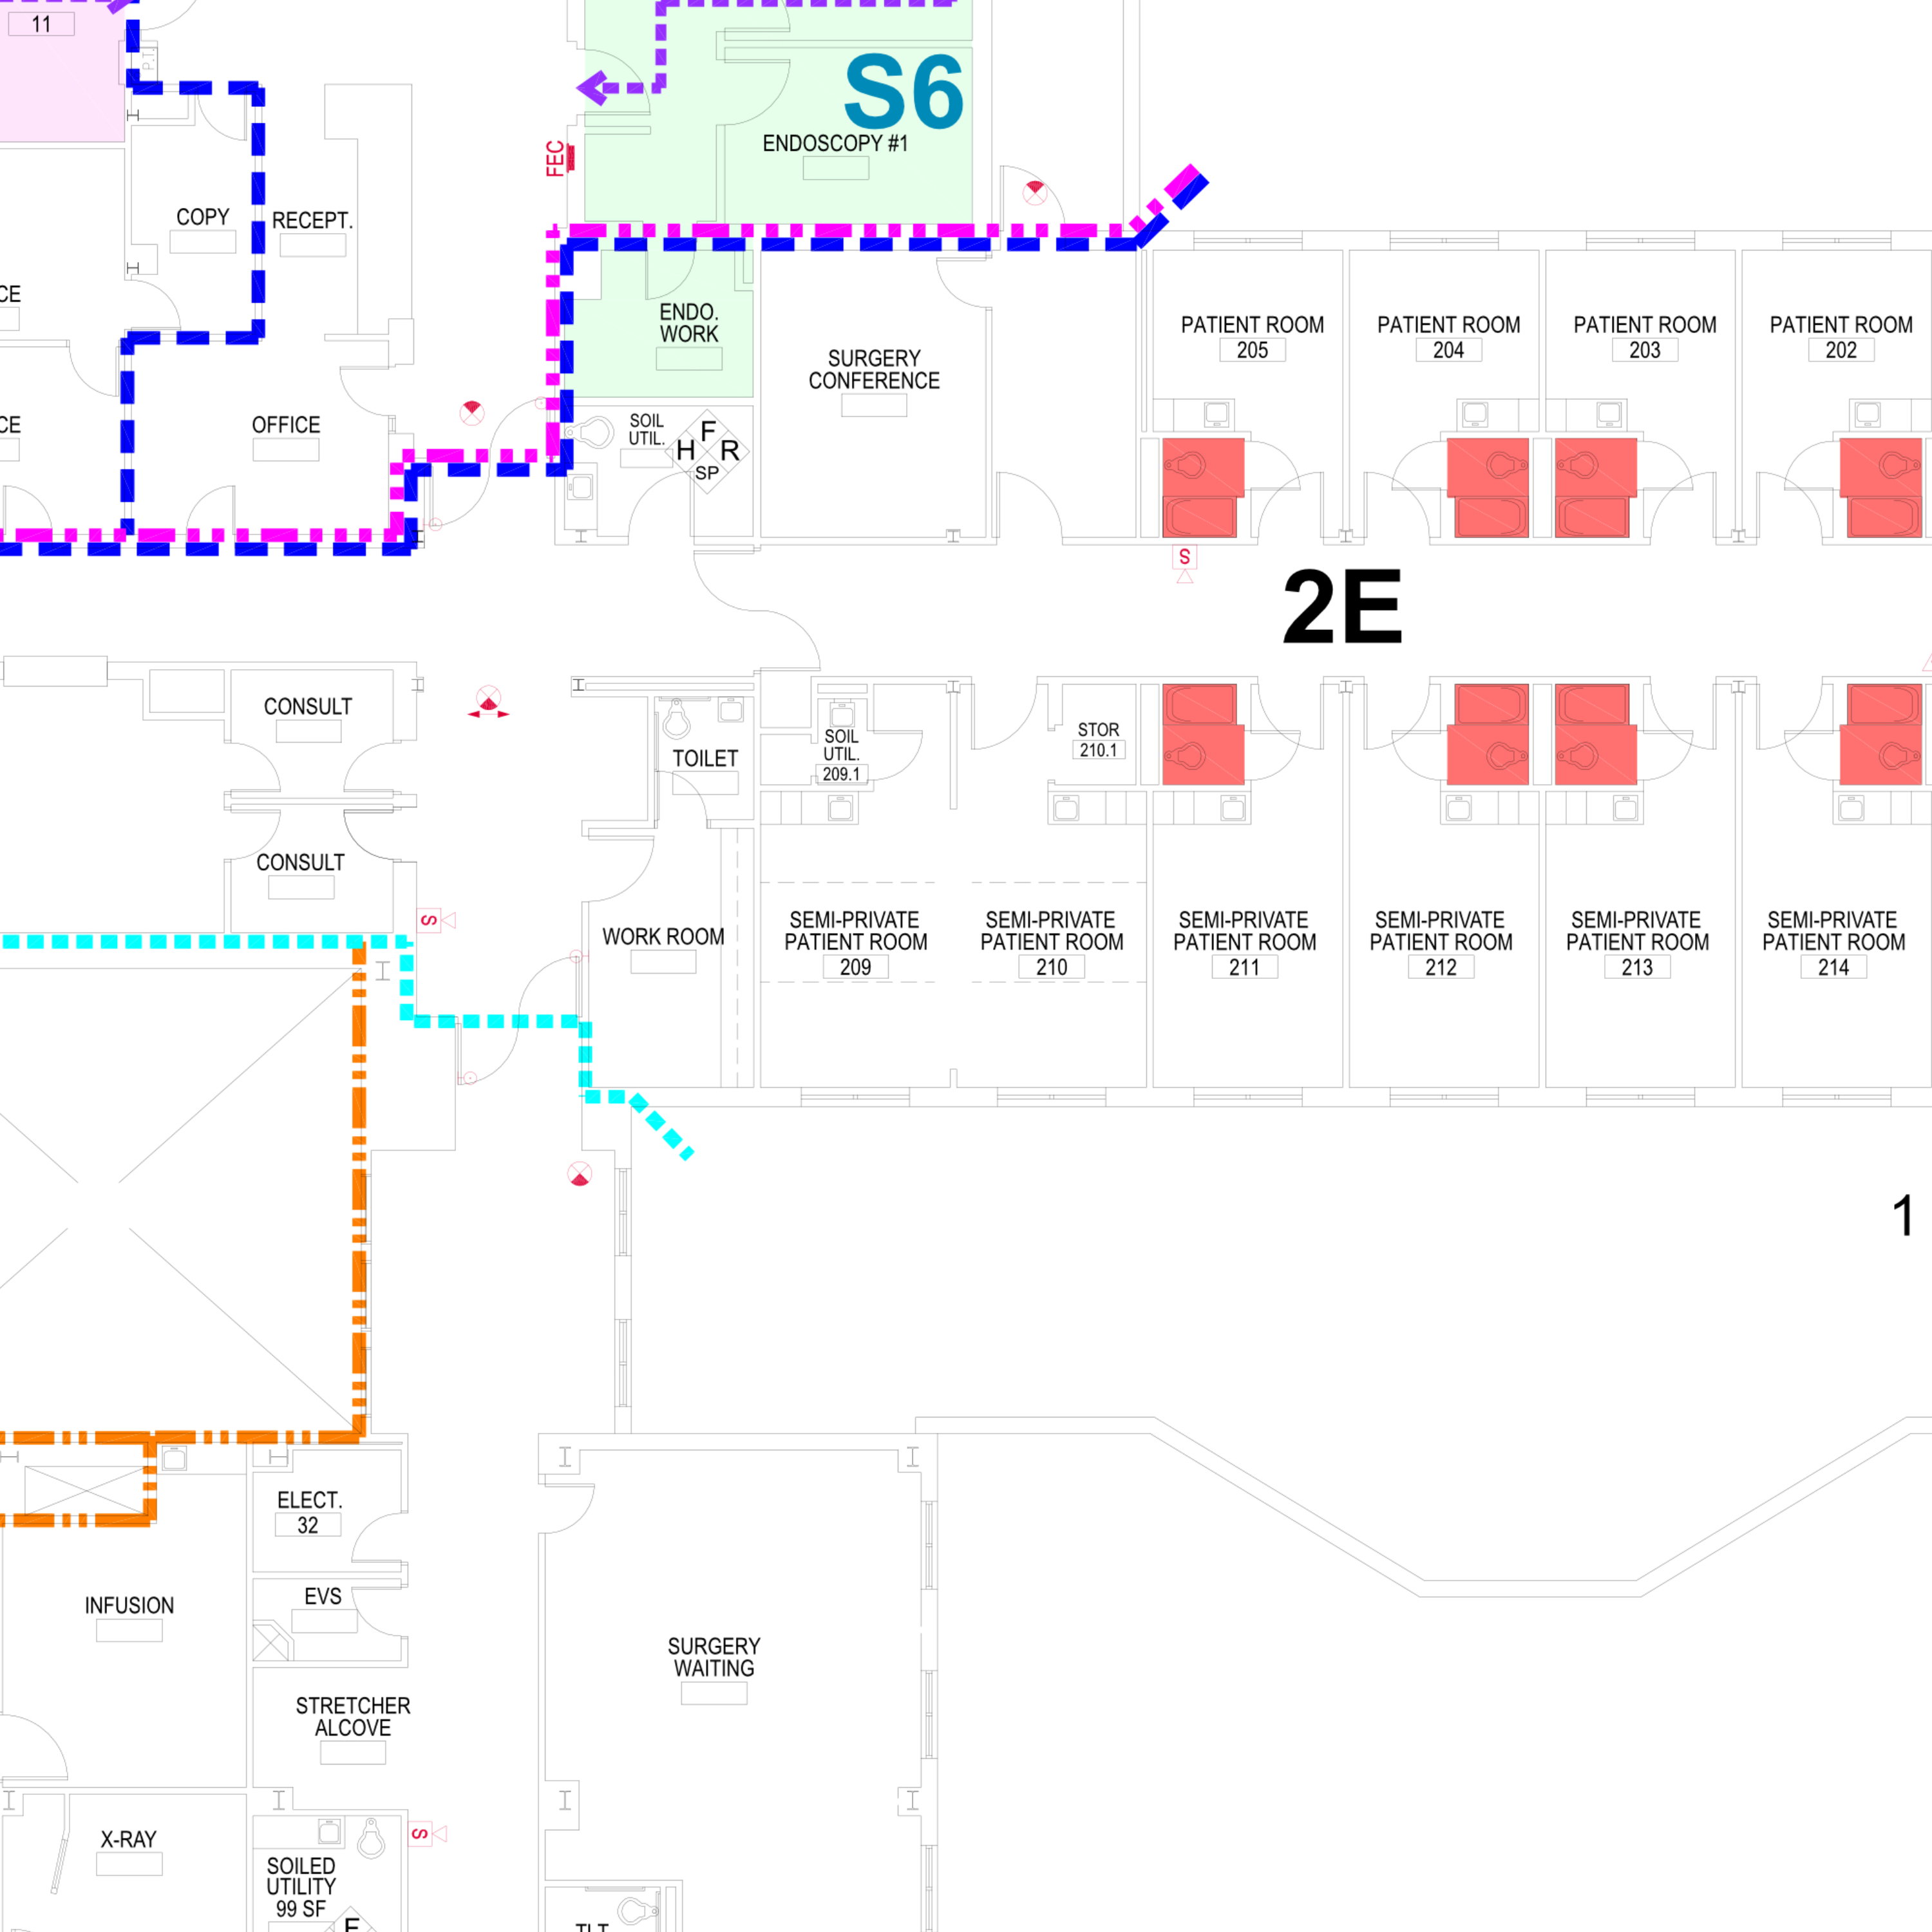 11
P.T.
S6
FEC
ENDOSCOPY #1
COPY
RECEPT.
CE
ENDO.
WORK
SURGERY
CONFERENCE
PATIENT ROOM
205
PATIENT ROOM
204
PATIENT ROOM
203
PATIENT ROOM
202
CE
OFFICE
SOIL
UTIL.
F
H
R
SP
S
2E
CONSULT
TOILET
SOIL
UTIL.
209.1
STOR
210.1
CONSULT
S
WORK ROOM
SEMI-PRIVATE
PATIENT ROOM
209
SEMI-PRIVATE
PATIENT ROOM
210
SEMI-PRIVATE
PATIENT ROOM
211
SEMI-PRIVATE
PATIENT ROOM
212
SEMI-PRIVATE
PATIENT ROOM
213
SEMI-PRIVATE
PATIENT ROOM
214
1
ELECT.
32
INFUSION
EVS
SURGERY
WAITING
STRETCHER
ALCOVE
X-RAY
S
SOILED
UTILITY
99 SF
F
TLT